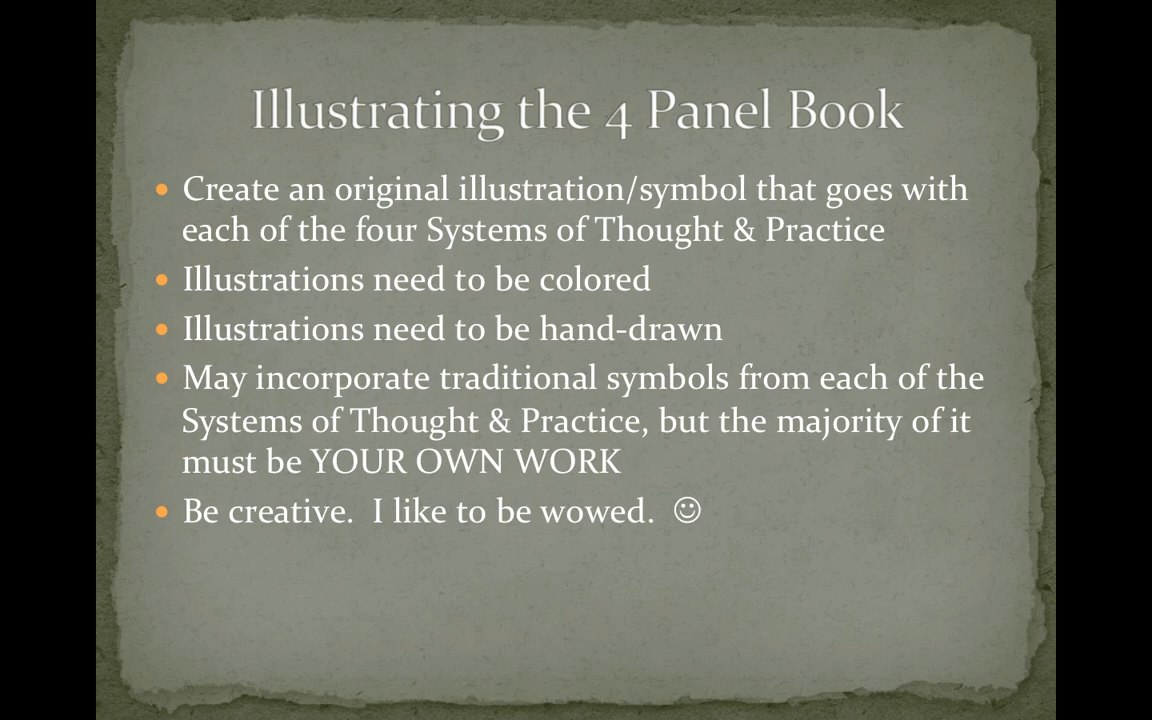 Illustrating the 4 Panel Book
• Create an original illustration/symbol that goes with
each of the four Systems of Thought & Practice
• Illustrations need to be colored
• Illustrations need to be hand-drawn
• May incorporate traditional symbols from each of the
Systems of Thought & Practice, but the majority of it
must be YOUR OWN WORK
• Be creative.  I like to be wowed.  ☺